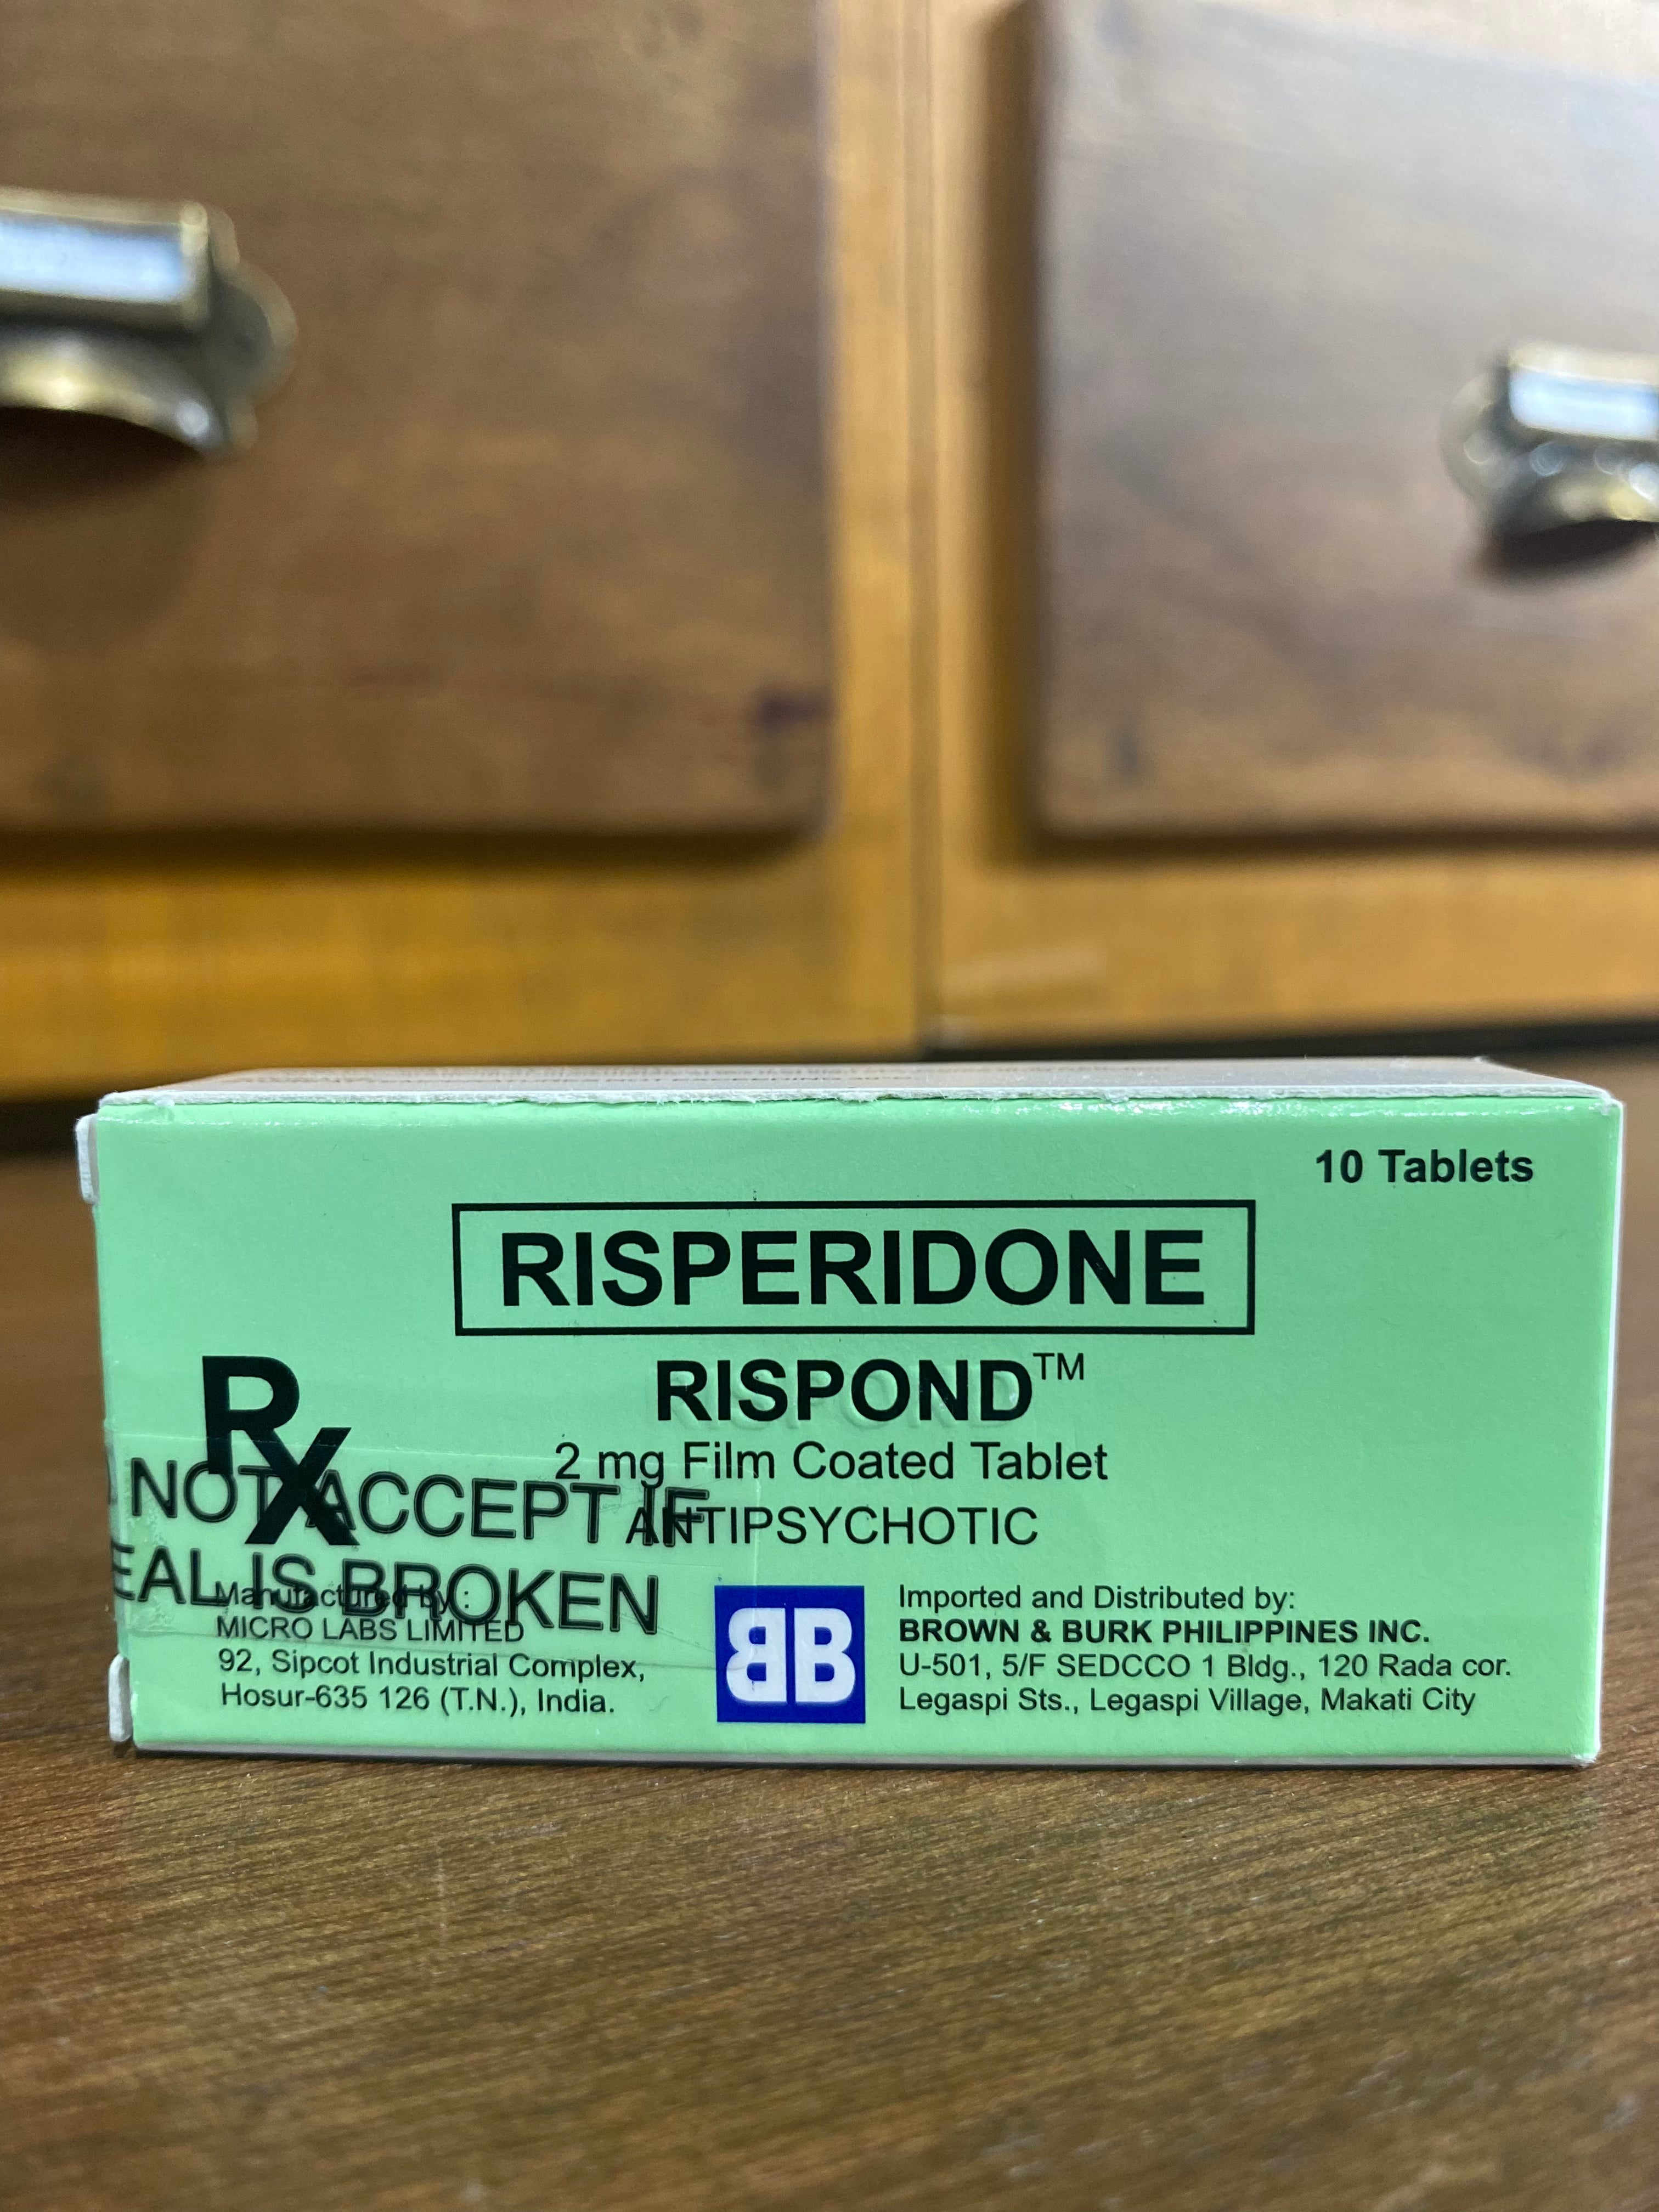 10 Tablets
RISPERIDONE
RISPOND™
Rx
2 mg Film Coated Tablet
NOT ACCEPT IF
ANTIPSYCHOTIC
EAL IS BROKEN
Manufactured by :
MICRO LABS LIMITED
92, Sipcot Industrial Complex,
Hosur-635 126 (T.N.), India.
BB
Imported and Distributed by:
BROWN & BURK PHILIPPINES INC.
U-501, 5/F SEDCCO 1 Bldg., 120 Rada cor.
Legaspi Sts., Legaspi Village, Makati City